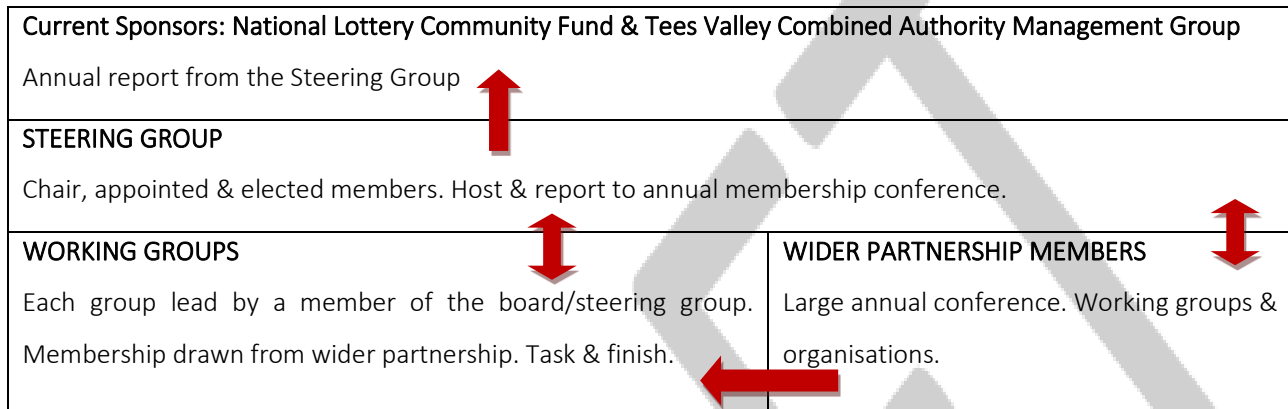 Current Sponsors: National Lottery Community Fund & Tees Valley Combined Authority Management Group
Annual report from the Steering Group
STEERING GROUP
Chair, appointed & elected members. Host & report to annual membership conference.
WORKING GROUPS
Each group lead by a member of the board/steering group.
Membership drawn from wider partnership. Task & finish.
WIDER PARTNERSHIP MEMBERS
Large annual conference. Working groups &
organisations.